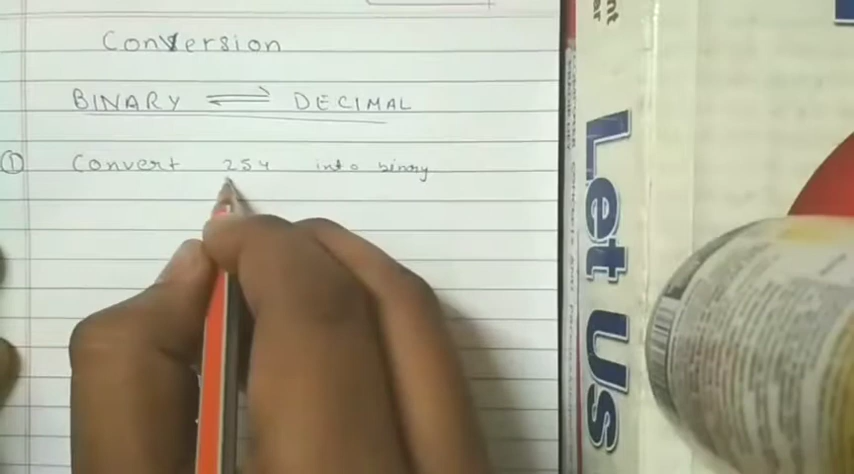 Conversion
BINARY ⇌ DECIMAL
① Convert 254 into binary
Let Us